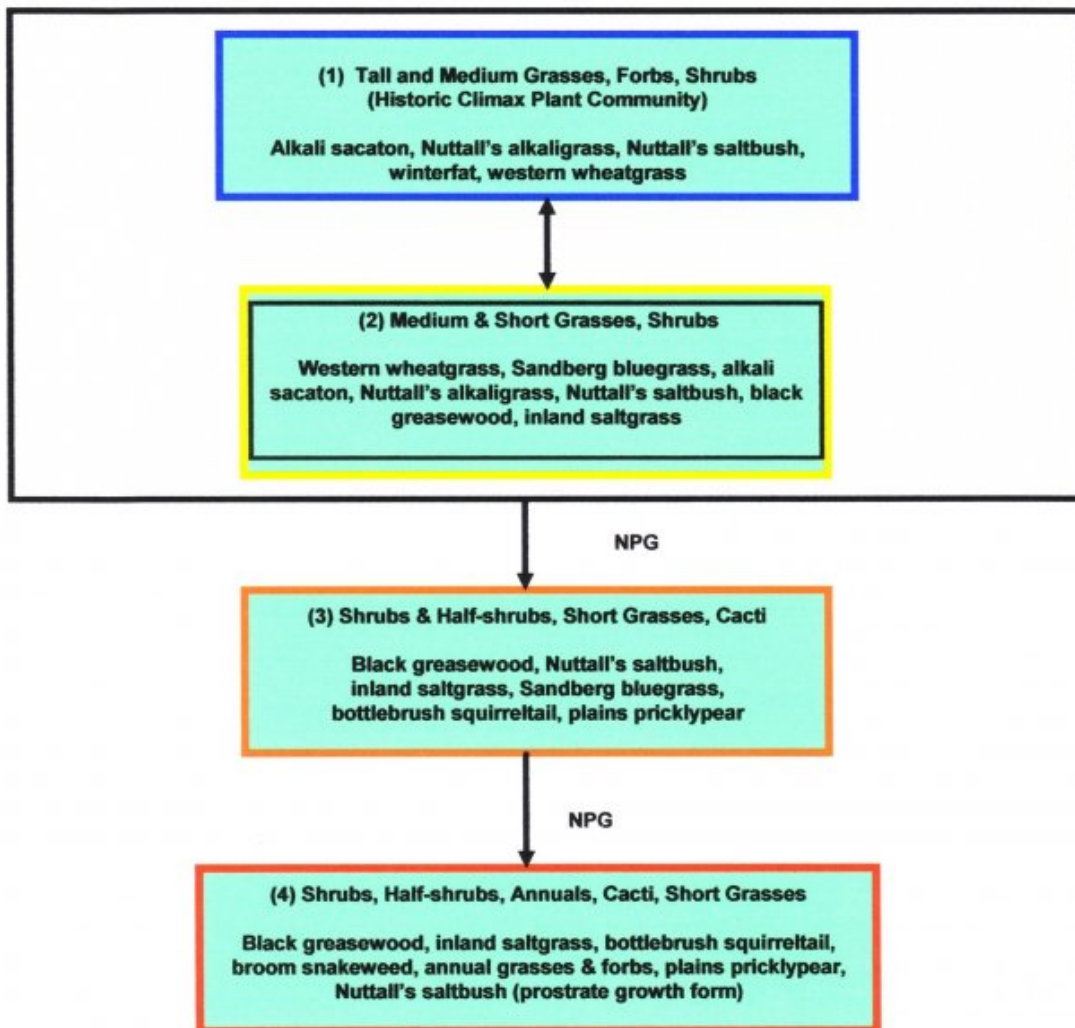 (1) Tall and Medium Grasses, Forbs, Shrubs
(Historic Climax Plant Community)
Alkali sacaton, Nuttall's alkaligrass, Nuttall's saltbush,
winterfat, western wheatgrass
(2) Medium & Short Grasses, Shrubs
Western wheatgrass, Sandberg bluegrass, alkali
sacaton, Nuttall's alkaligrass, Nuttall's saltbush, black
greasewood, inland saltgrass
NPG
(3) Shrubs & Half-shrubs, Short Grasses, Cacti
Black greasewood, Nuttall's saltbush,
inland saltgrass, Sandberg bluegrass,
bottlebrush squirreltail, plains pricklypear
NPG
(4) Shrubs, Half-shrubs, Annuals, Cacti, Short Grasses
Black greasewood, inland saltgrass, bottlebrush squirreltail,
broom snakeweed, annual grasses & forbs, plains pricklypear,
Nuttall's saltbush (prostrate growth form)